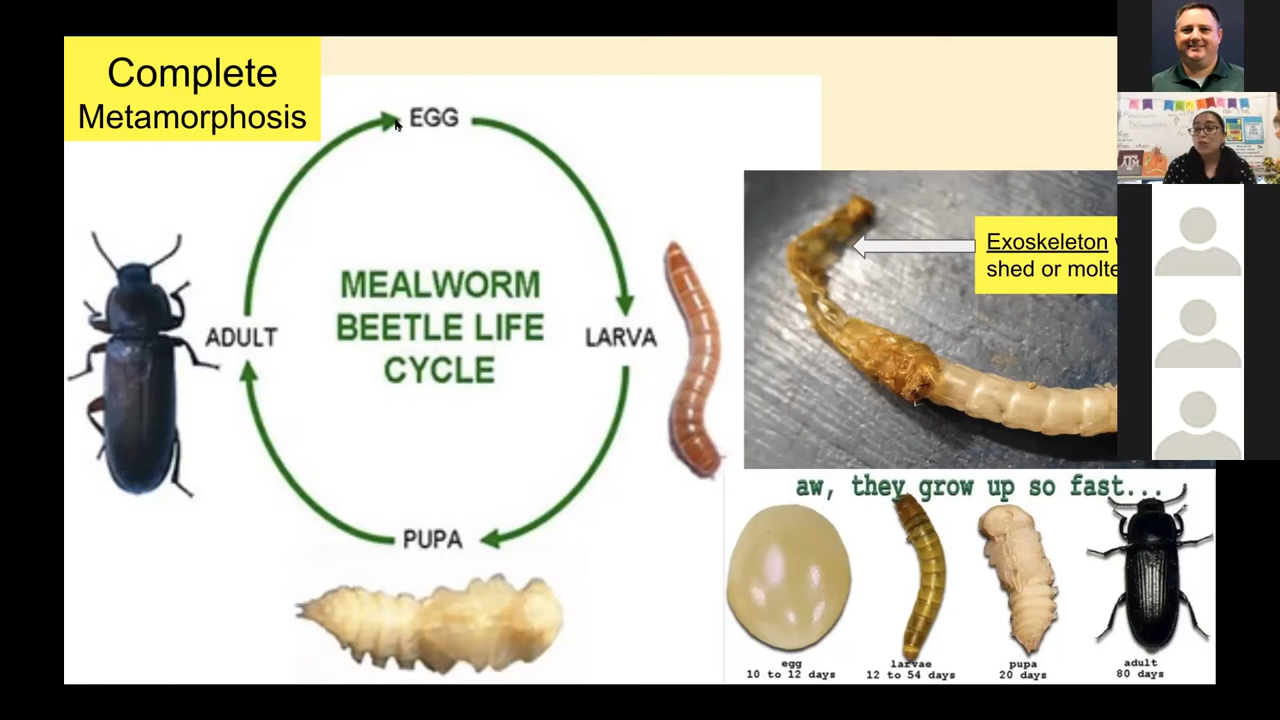 Complete
Metamorphosis
EGG
MEALWORM
BEETLE LIFE
CYCLE
ADULT
LARVA
PUPA
Exoskeleton
shed or molte
aw, they grow up so fast...
egg
10 to 12 days
larvae
12 to 54 days
pupa
20 days
adult
80 days